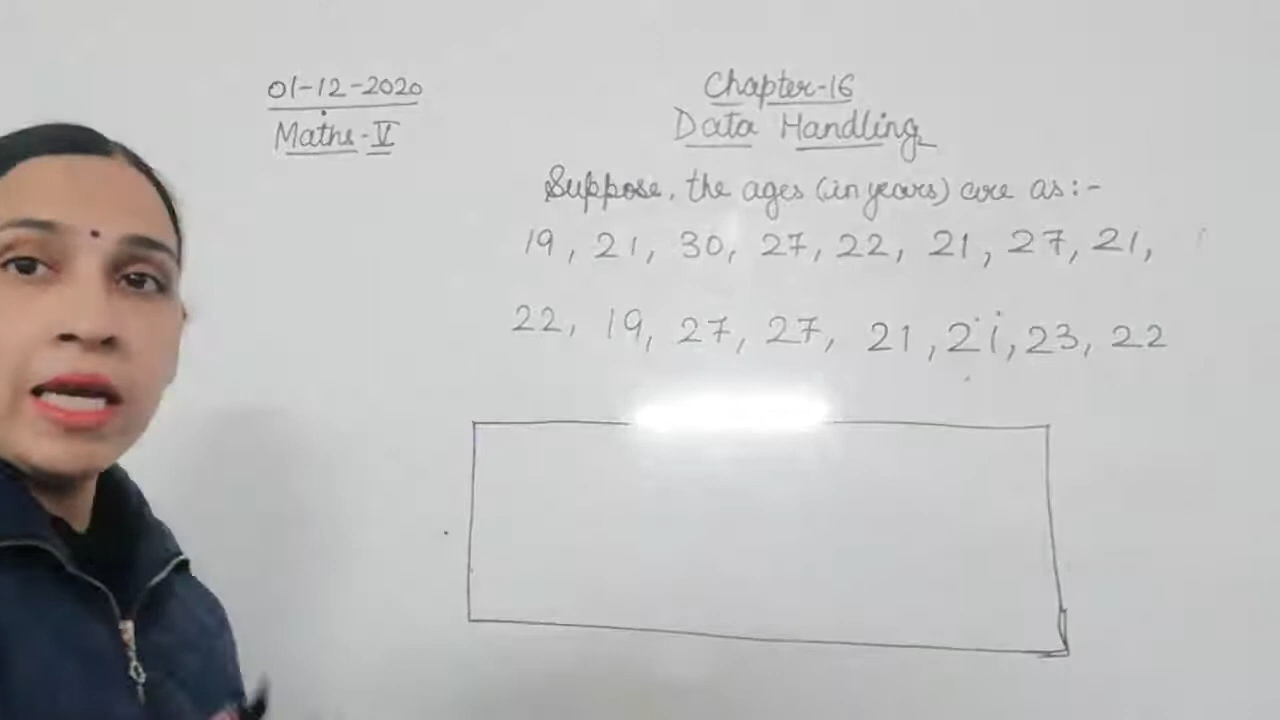 01-12-2020
Maths-V
Chapter-16
Data Handling
Suppose, the ages (in years) are as:-
19, 21, 30, 27, 22, 21, 27, 21,
22, 19, 27, 27, 21, 21, 23, 22